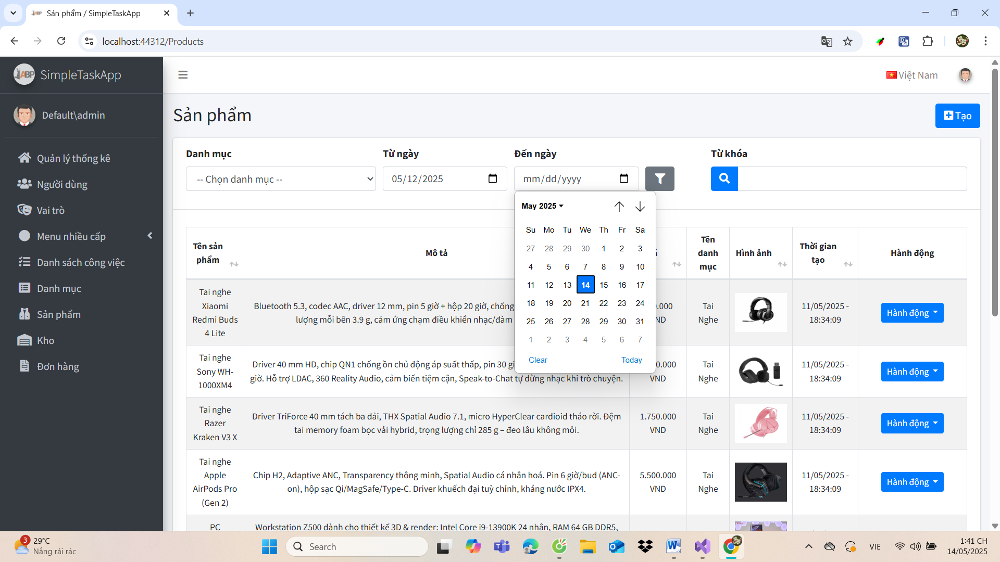 Sản phẩm / SimpleTaskApp
localhost:44312/Products
ABP SimpleTaskApp
Việt Nam
Default\admin
Sản phẩm
Tạo
Quản lý thống kê
Người dùng
Vai trò
Menu nhiều cấp
Danh sách công việc
Danh mục
Sản phẩm
Kho
Đơn hàng
Danh mục
Từ ngày
Đến ngày
Từ khóa
-- Chọn danh mục --
05/12/2025
mm/dd/yyyy
May 2025
Su Mo Tu We Th Fr Sa
27 28 29 30 1 2 3
4 5 6 7 8 9 10
11 12 13 14 15 16 17
18 19 20 21 22 23 24
25 26 27 28 29 30 31
1 2 3 4 5 6 7
Clear Today
Tên sản
phẩm
Mô tả
Tên
danh
mục
Hình ảnh
Thời gian
tạo
Hành động
Tai nghe
Xiaomi
Redmi Buds
4 Lite
Bluetooth 5.3, codec AAC, driver 12 mm, pin 5 giờ + hộp 20 giờ, chống
lượng mỗi bên 3.9 g, cảm ứng chạm điều khiển nhạc/đàm
.000
VND
Tai
Nghe
11/05/2025 -
18:34:09
Hành động
Tai nghe
Sony WH-
1000XM4
Driver 40 mm HD, chip QN1 chống ồn chủ động áp suất thấp, pin 30
giờ. Hỗ trợ LDAC, 360 Reality Audio, cảm biến tiệm cận, Speak-to-Chat tự dừng nhạc khi trò chuyện.
0.000
VND
Tai
Nghe
11/05/2025 -
18:34:09
Hành động
Tai nghe
Razer
Kraken V3 X
Driver TriForce 40 mm tách ba dải, THX Spatial Audio 7.1, micro HyperClear cardioid tháo rời. Đệm
tai memory foam bọc vải hybrid, trọng lượng chỉ 285 g – đeo lâu không mỏi.
1.750.000
VND
Tai
Nghe
11/05/2025 -
18:34:09
Hành động
Tai nghe
Apple
AirPods Pro
(Gen 2)
Chip H2, Adaptive ANC, Transparency thông minh, Spatial Audio cá nhân hoá. Pin 6 giờ/bud (ANC-
on), hộp sạc Qi/MagSafe/Type-C. Driver khuếch đại tuỳ chỉnh, kháng nước IPX4.
5.500.000
VND
Tai
Nghe
11/05/2025 -
18:34:09
Hành động
PC
Workstation Z500 dành cho thiết kế 3D & render: Intel Core i9-13900K 24 nhân, RAM 64 GB DDR5,
3
29°C
Nắng rải rác
Search
VIE
1:41 CH
14/05/2025